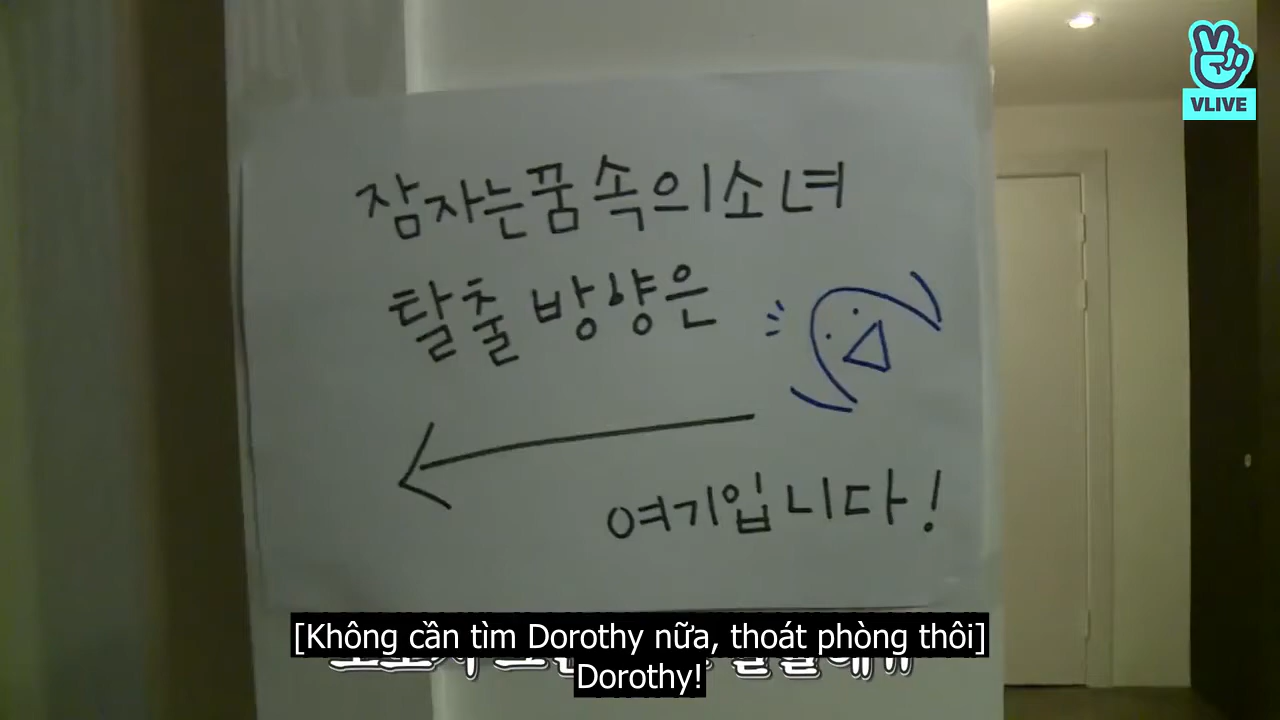 VLIVE
잠자는꿈속의소녀
탈출 방향은
여기입니다!
[Không cần tìm Dorothy nữa, thoát phòng thôi]
Dorothy!